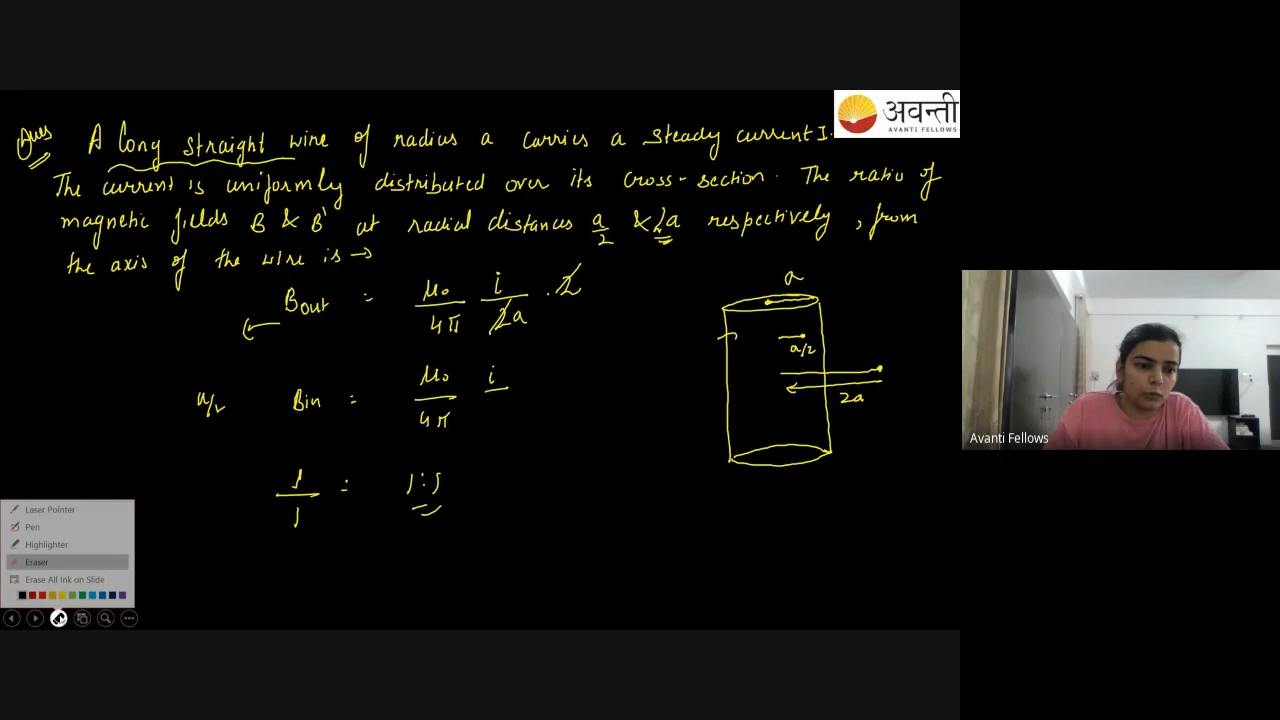 Ques A long straight wire of radius a carries a steady current I.
The current is uniformly distributed over its cross-section. The ratio of
magnetic fields B & B' at radial distances a/2 & 2a respectively, from
the axis of the wire is →
Bout = μ₀/4π i/2a . 2
a/2 Bin = μ₀/4π i
1/1 = 1:1
a
a/2
2a
अवन्ती
AVANTI FELLOWS
Avanti Fellows
Laser Pointer
Pen
Highlighter
Eraser
Erase All Ink on Slide